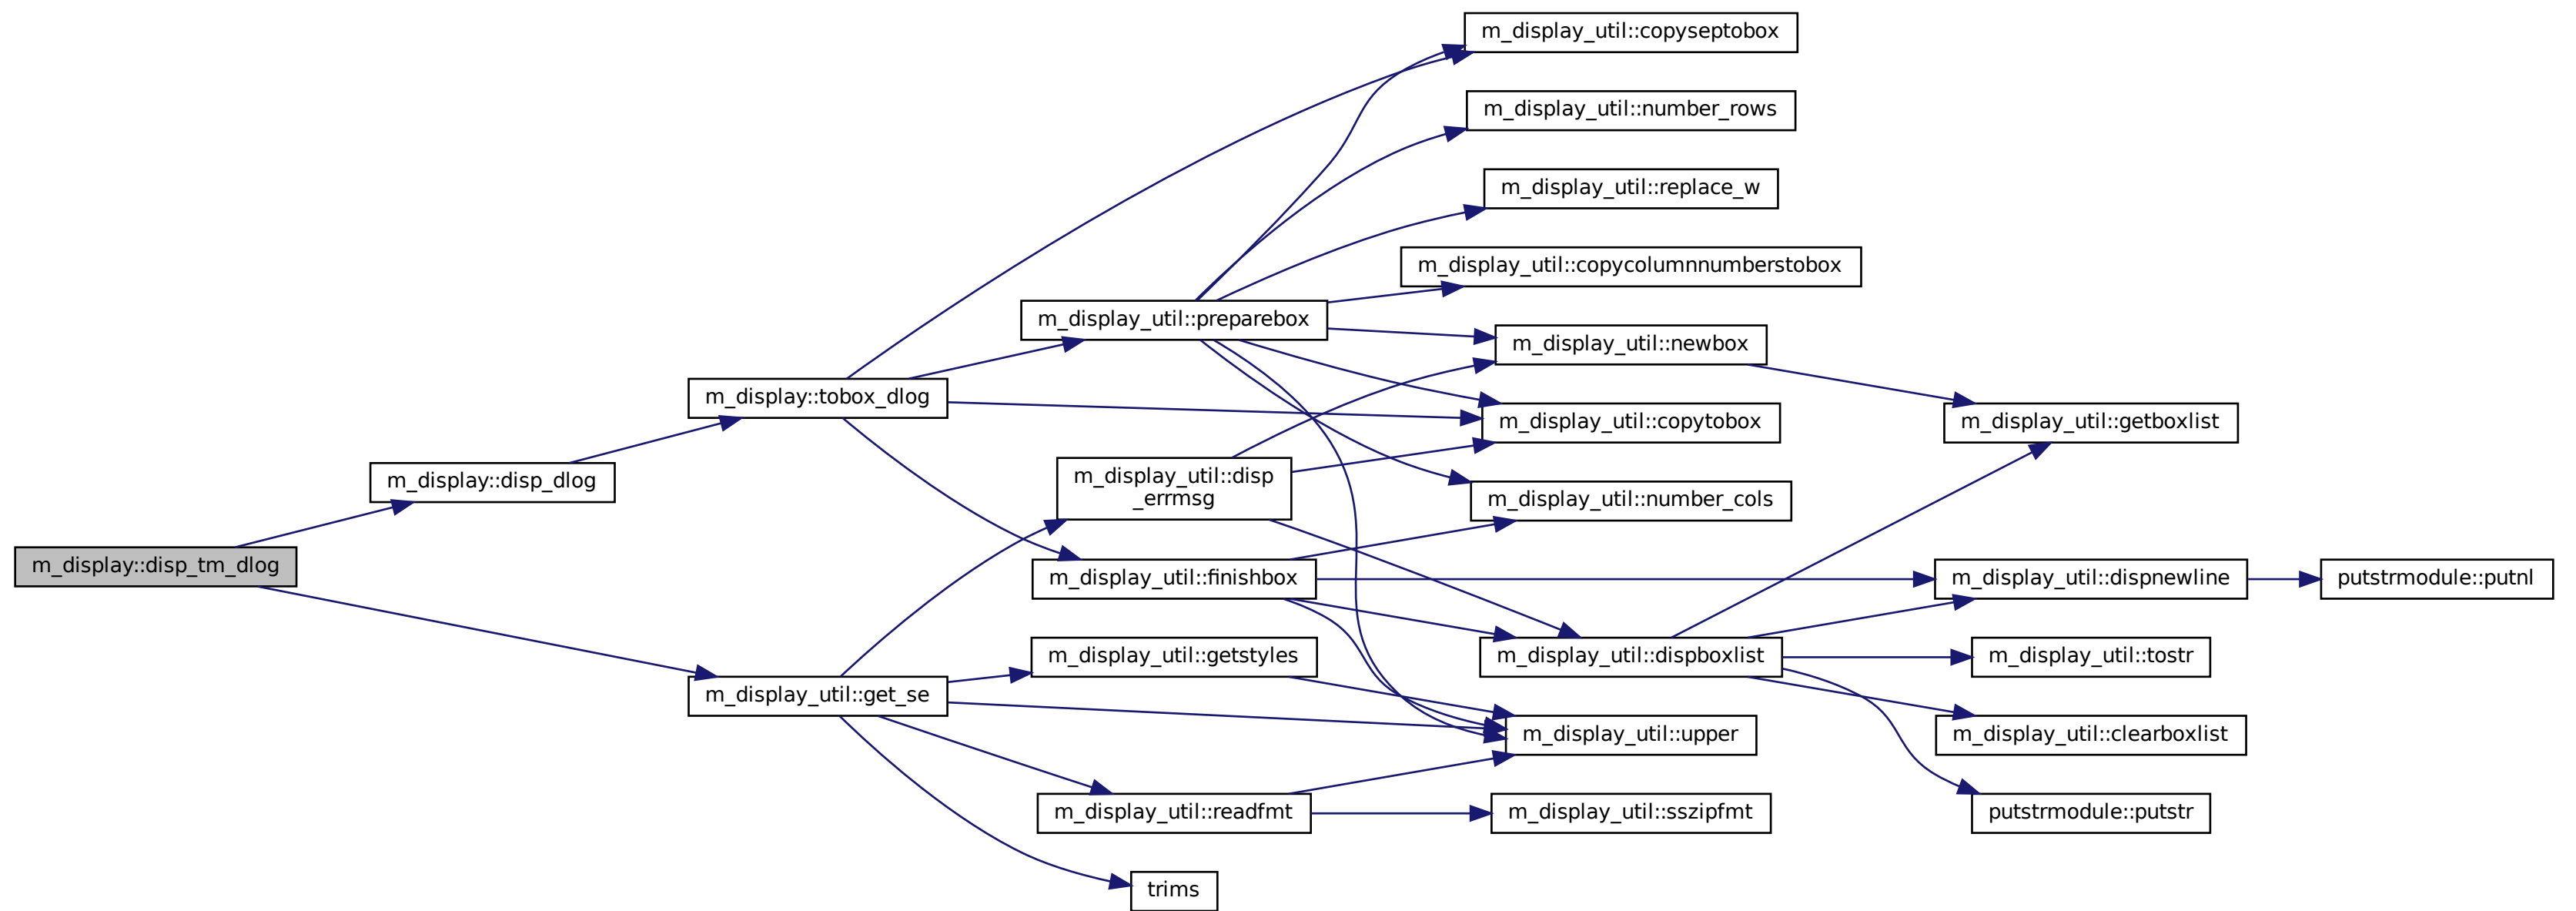 m_display_util::copyseptobox
m_display_util::number_rows
m_display_util::replace_w
m_display_util::copycolumnnumberstobox
m_display_util::preparebox
m_display_util::newbox
m_display::tobox_dlog
m_display_util::copytobox
m_display_util::getboxlist
m_display::disp_dlog
m_display_util::disp
_errmsg
m_display_util::number_cols
m_display::disp_tm_dlog
m_display_util::finishbox
m_display_util::dispnewline
putstrmodule::putnl
m_display_util::getstyles
m_display_util::dispboxlist
m_display_util::tostr
m_display_util::get_se
m_display_util::upper
m_display_util::clearboxlist
m_display_util::readfmt
m_display_util::sszipfmt
putstrmodule::putstr
trims